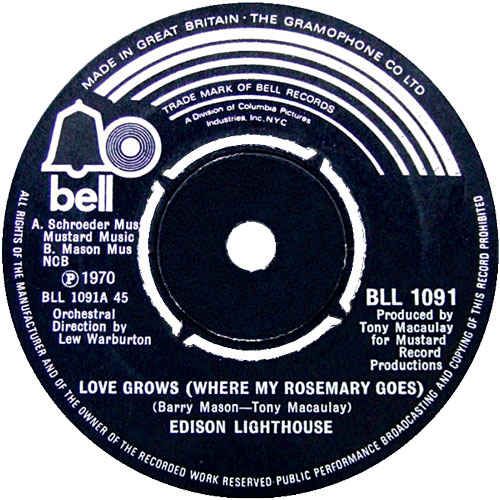 MADE IN GREAT BRITAIN · THE GRAMOPHONE CO LTD
TRADE MARK OF BELL RECORDS
A Division of Columbia Pictures
Industries, Inc. NYC
bell
A. Schroeder Mus
Mustard Music
B. Mason Mus
NCB
℗ 1970
BLL 1091A 45
Orchestral
Direction by
Lew Warburton
BLL 1091
Produced by
Tony Macaulay
for Mustard
Record
Productions
LOVE GROWS (WHERE MY ROSEMARY GOES)
(Barry Mason—Tony Macaulay)
EDISON LIGHTHOUSE
ALL RIGHTS OF THE MANUFACTURER AND OF THE OWNER OF THE RECORDED WORK RESERVED·PUBLIC PERFORMANCE BROADCASTING AND COPYING OF THIS RECORD PROHIBITED